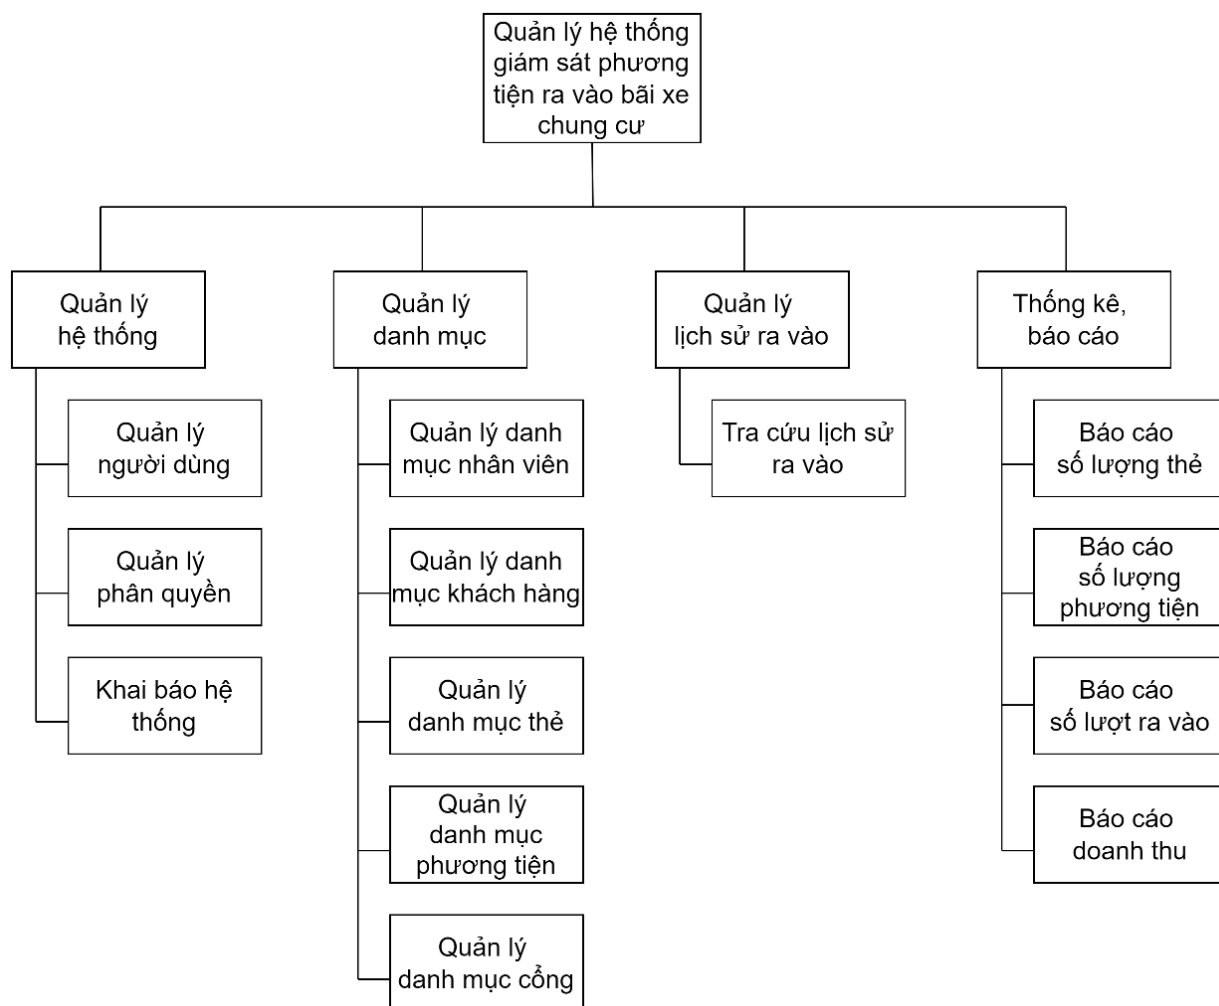 Quản lý hệ thống
giám sát phương
tiện ra vào bãi xe
chung cư
Quản lý
hệ thống
Quản lý
người dùng
Quản lý
phân quyền
Khai báo hệ
thống
Quản lý
danh mục
Quản lý danh
mục nhân viên
Quản lý danh
mục khách hàng
Quản lý
danh mục thẻ
Quản lý
danh mục
phương tiện
Quản lý
danh mục cổng
Quản lý
lịch sử ra vào
Tra cứu lịch sử
ra vào
Thống kê,
báo cáo
Báo cáo
số lượng thẻ
Báo cáo
số lượng
phương tiện
Báo cáo
số lượt ra vào
Báo cáo
doanh thu